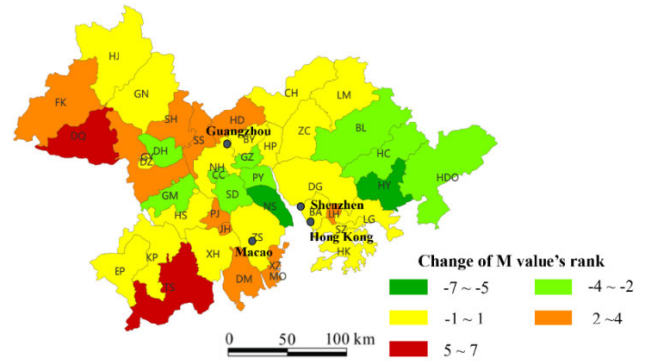 HJ
CH
LM
GN
FK
SH
HD
BL
ZC
DQ
Guangzhou
SS
BY
HP
DH
GZ
HC
DZ
NH
CC
PY
HDO
DG
HY
GM
SD
NS
Shenzhen
HS
PJ
BA
LH
LG
JH
ZS
SZ
Hong Kong
KP
XH
Macao
HK
EP
XZ
MO
DM
TS
Change of M value's rank
-7 ~ -5
-4 ~ -2
-1 ~ 1
2 ~4
5 ~ 7
0 50 100 km